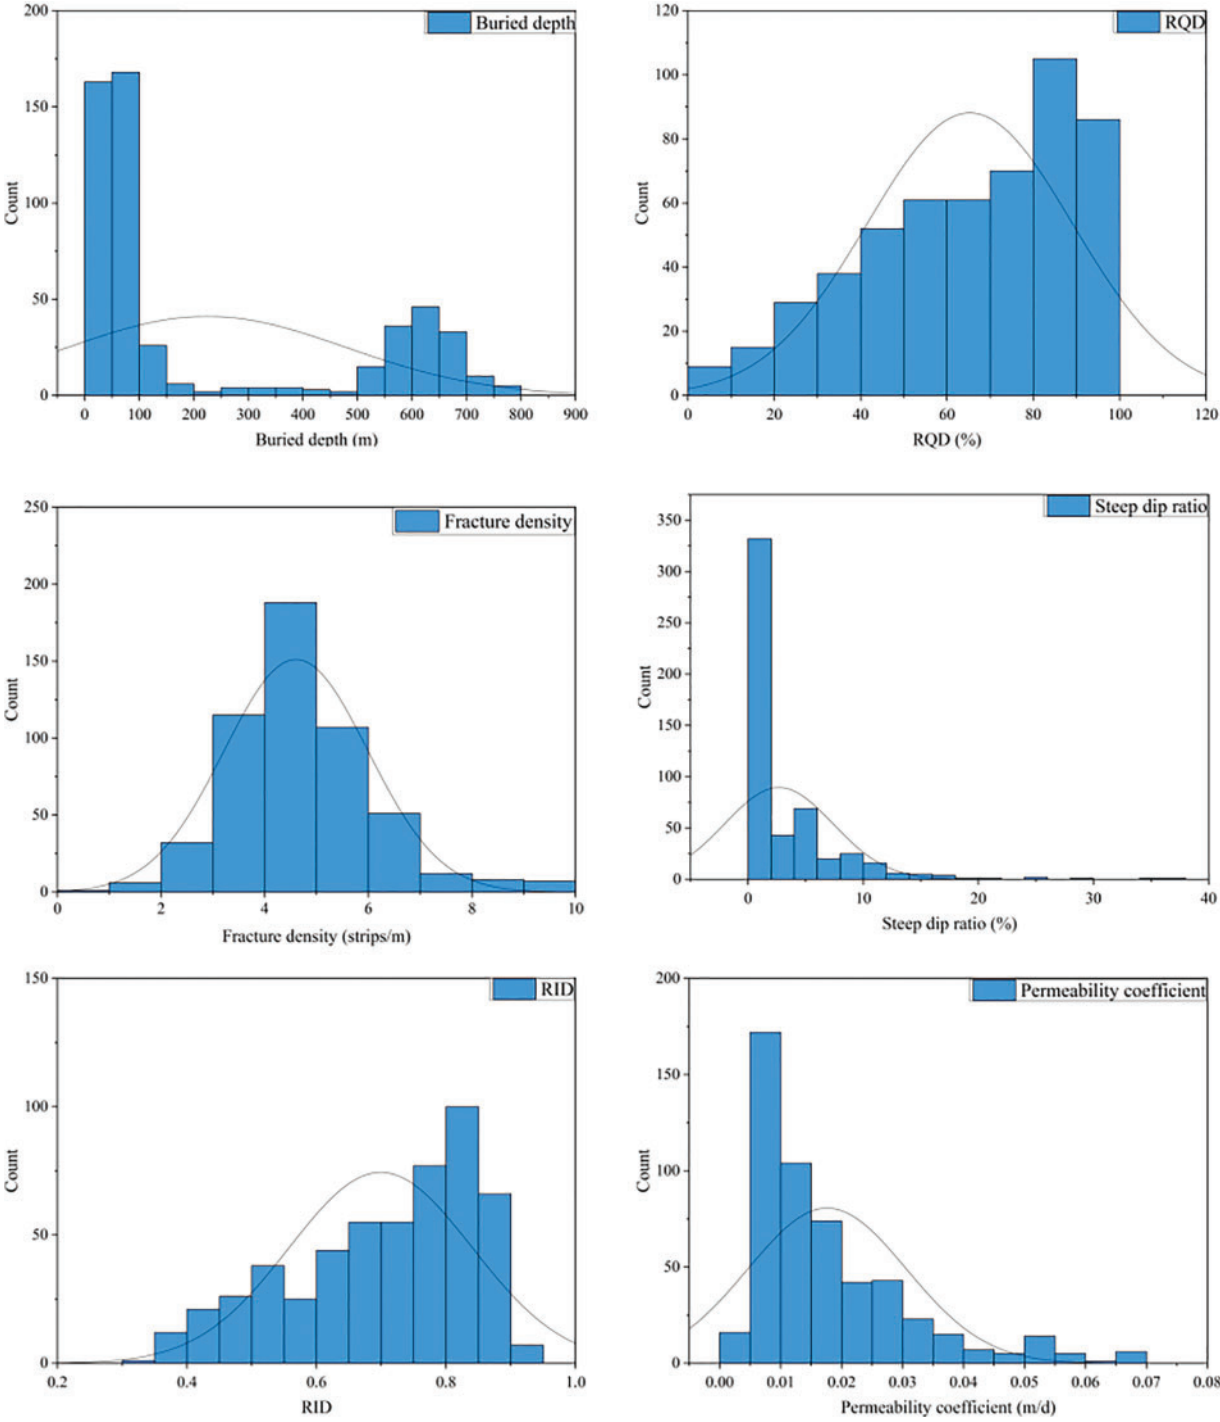 Buried depth
200
150
100
50
0
Count
0 100 200 300 400 500 600 700 800 900
Buried depth (m)
RQD
120
100
80
60
40
20
0
Count
0 20 40 60 80 100 120
RQD (%)
Fracture density
250
200
150
100
50
0
Count
0 2 4 6 8 10
Fracture density (strips/m)
Steep dip ratio
350
300
250
200
150
100
50
0
Count
0 10 20 30 40
Steep dip ratio (%)
RID
150
100
50
0
Count
0.2 0.4 0.6 0.8 1.0
RID
Permeability coefficient
200
150
100
50
0
Count
0.00 0.01 0.02 0.03 0.04 0.05 0.06 0.07 0.08
Permeability coefficient (m/d)